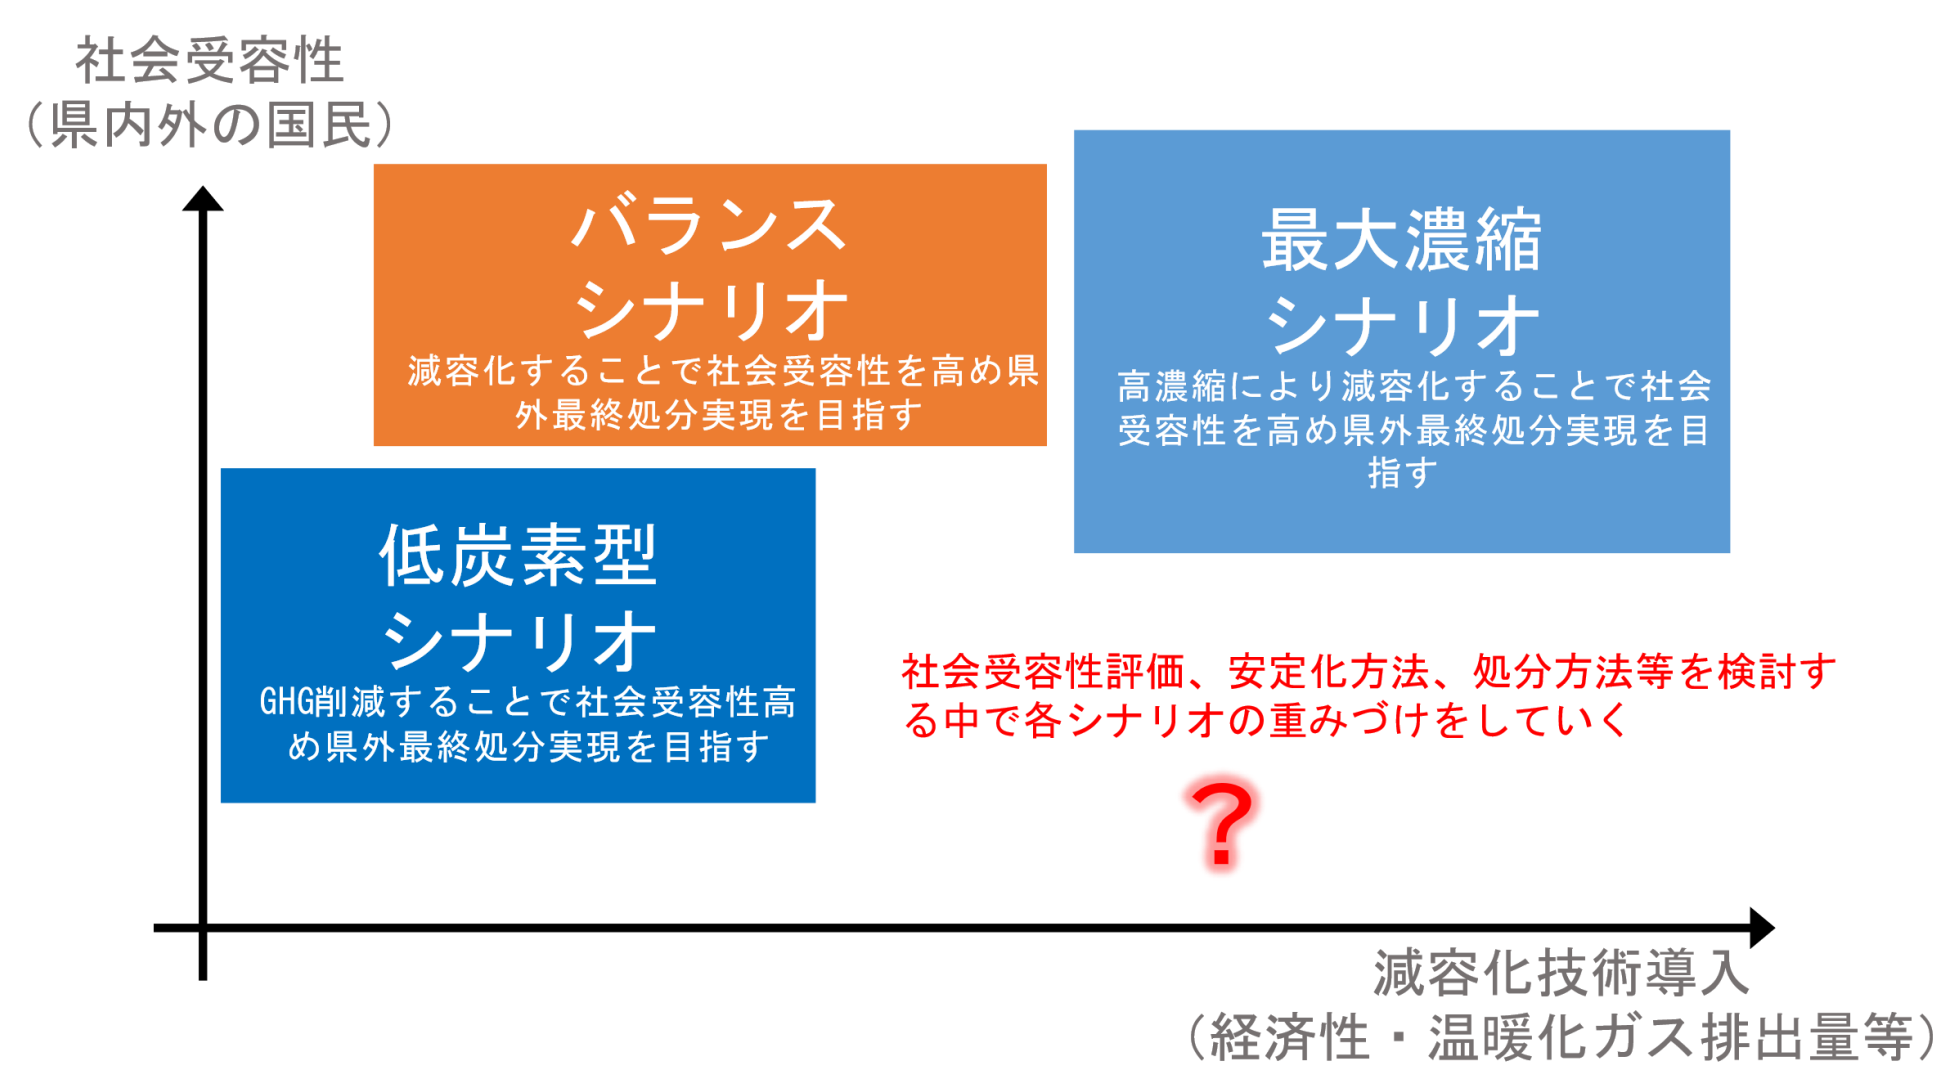 社会受容性
（県内外の国民）
バランス
シナリオ
減容化することで社会受容性を高め県
外最終処分実現を目指す
最大濃縮
シナリオ
高濃縮により減容化することで社会
受容性を高め県外最終処分実現を目
指す
低炭素型
シナリオ
GHG削減することで社会受容性高
め県外最終処分実現を目指す
社会受容性評価、安定化方法、処分方法等を検討す
る中で各シナリオの重みづけをしていく
？
減容化技術導入
（経済性・温暖化ガス排出量等）